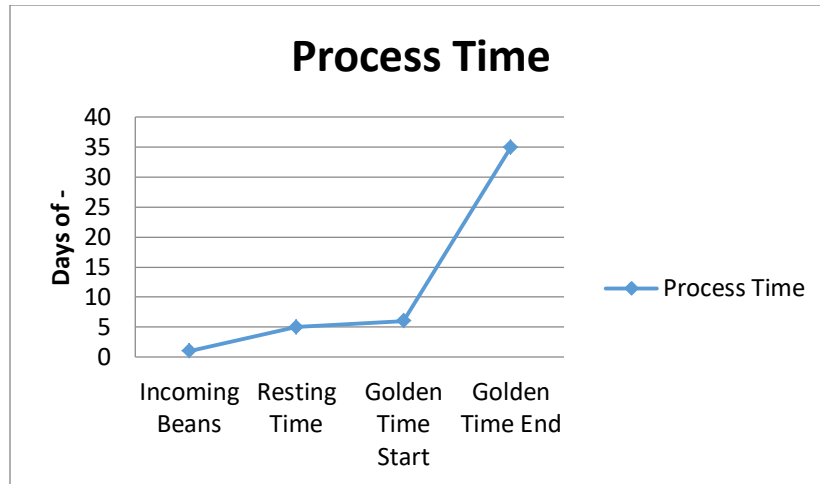 Process Time
40
35
30
25
20
15
10
5
0
Days of -
Incoming
Beans
Resting
Time
Golden
Time
Start
Golden
Time End
Process Time